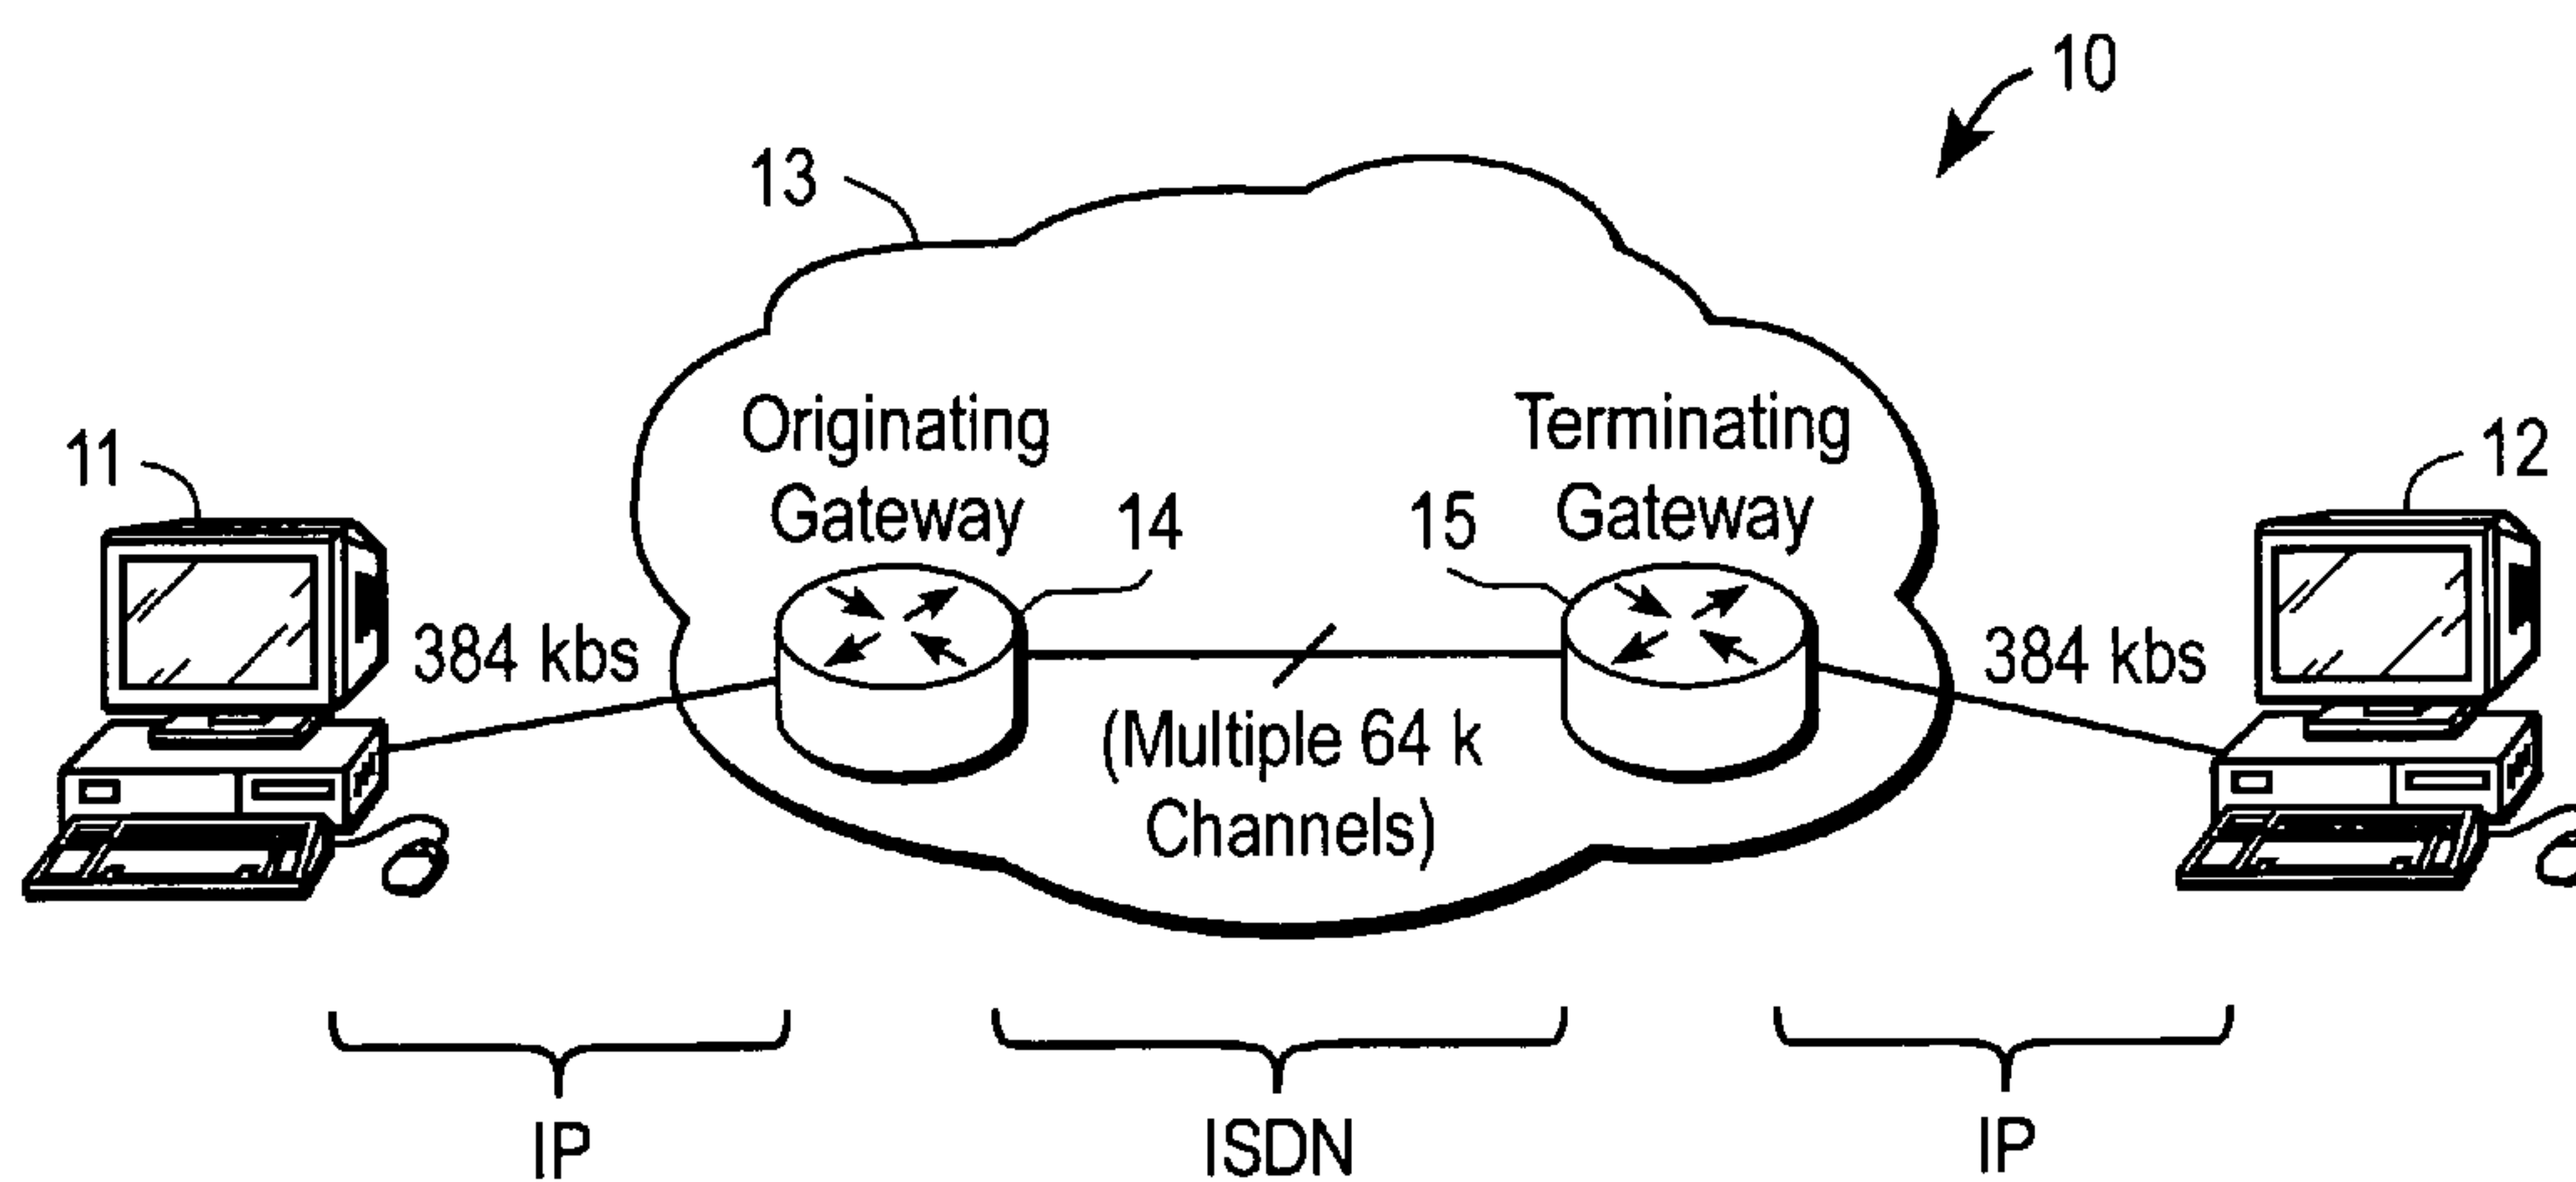 10
13
Originating
Gateway
Terminating
Gateway
11
14
15
12
384 kbs
384 kbs
(Multiple 64 k
Channels)
IP
ISDN
IP